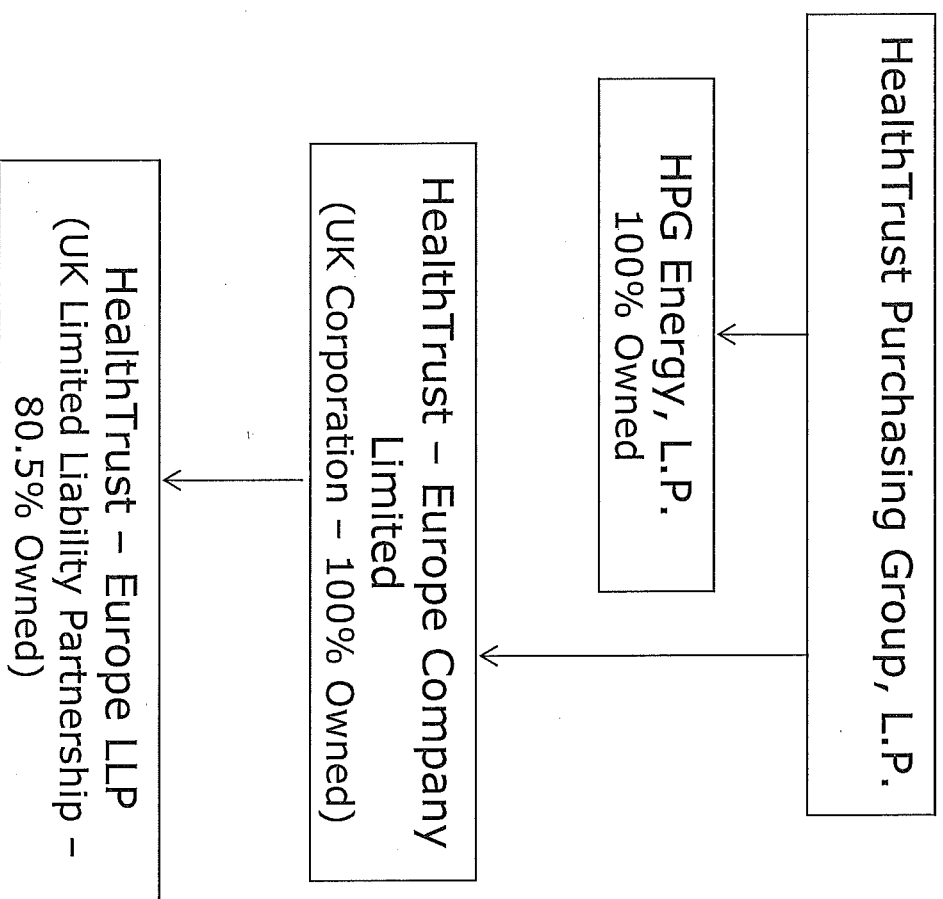 HealthTrust Purchasing Group, L.P.
HPG Energy, L.P.
100% Owned
HealthTrust – Europe Company
Limited
(UK Corporation – 100% Owned)
HealthTrust – Europe LLP
(UK Limited Liability Partnership –
80.5% Owned)